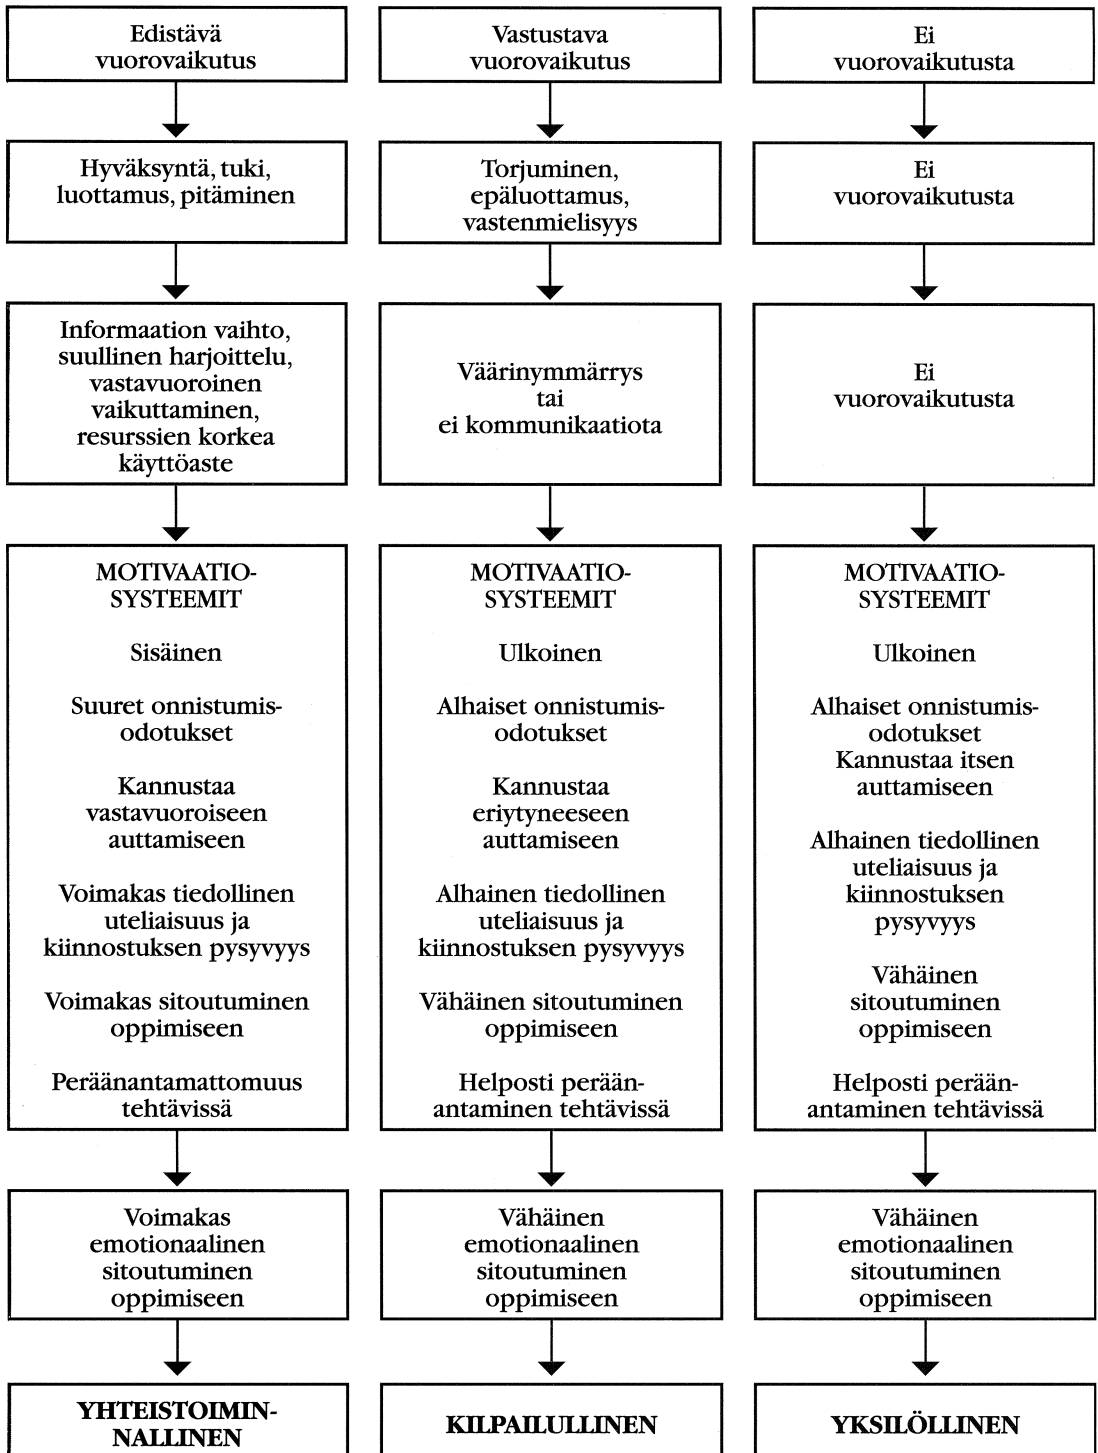 Edistävä
vuorovaikutus
Hyväksyntä, tuki,
luottamus, pitäminen
Informaation vaihto,
suullinen harjoittelu,
vastavuoroinen
vaikuttaminen,
resurssien korkea
käyttöaste
MOTIVAATIO-
SYSTEEMIT
Sisäinen
Suuret onnistumis-
odotukset
Kannustaa
vastavuoroiseen
auttamiseen
Voimakas tiedollinen
uteliaisuus ja
kiinnostuksen pysyvyys
Voimakas sitoutuminen
oppimiseen
Peräänantamattomuus
tehtävissä
Voimakas
emotionaalinen
sitoutuminen
oppimiseen
YHTEISTOIMIN-
NALLINEN
Vastustava
vuorovaikutus
Torjuminen,
epäluottamus,
vastenmielisyys
Väärinymmärrys
tai
ei kommunikaatiota
MOTIVAATIO-
SYSTEEMIT
Ulkoinen
Alhaiset onnistumis-
odotukset
Kannustaa
eriytyneeseen
auttamiseen
Alhainen tiedollinen
uteliaisuus ja
kiinnostuksen pysyvyys
Vähäinen sitoutuminen
oppimiseen
Helposti perään-
antaminen tehtävissä
Vähäinen
emotionaalinen
sitoutuminen
oppimiseen
KILPAILULLINEN
Ei
vuorovaikutusta
Ei
vuorovaikutusta
Ei
vuorovaikutusta
MOTIVAATIO-
SYSTEEMIT
Ulkoinen
Alhaiset onnistumis-
odotukset
Kannustaa itsen
auttamiseen
Alhainen tiedollinen
uteliaisuus ja
kiinnostuksen
pysyvyys
Vähäinen
sitoutuminen
oppimiseen
Helposti perään-
antaminen tehtävissä
Vähäinen
emotionaalinen
sitoutuminen
oppimiseen
YKSILÖLLINEN